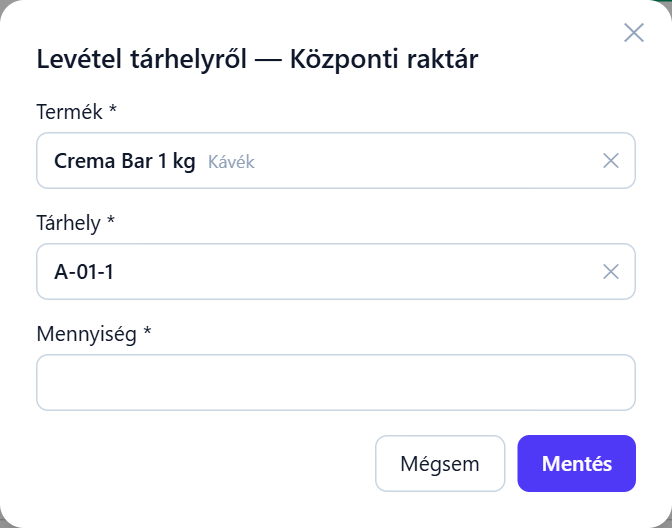 Levétel tárhelyről — Központi raktár
Termék *
Crema Bar 1 kg Kávék
Tárhely *
A-01-1
Mennyiség *
Mégsem Mentés